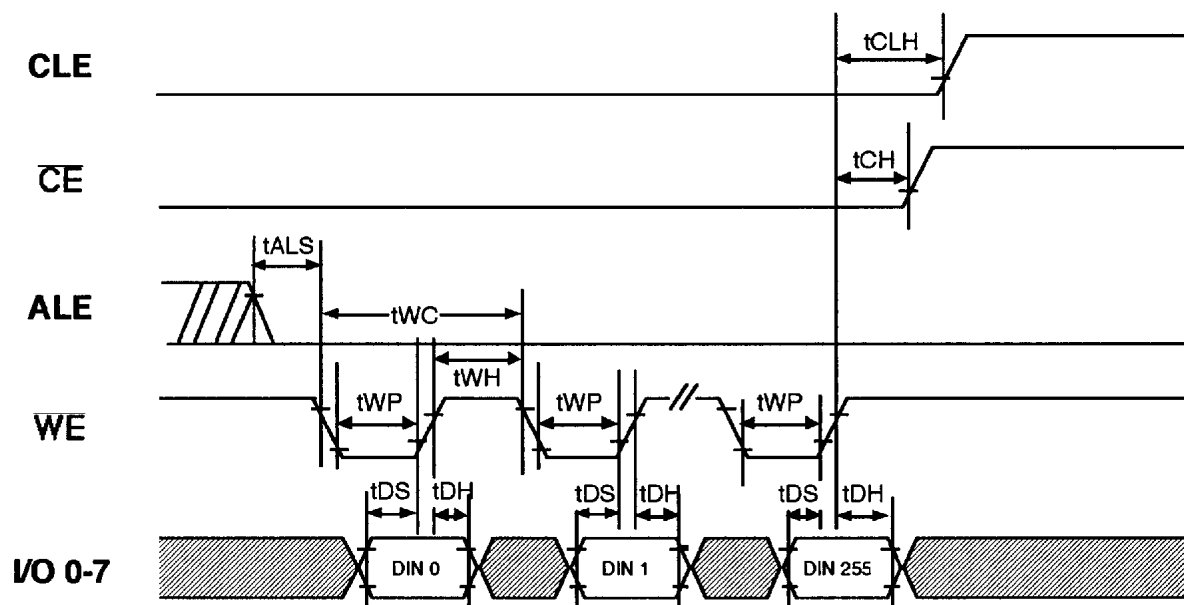 tCLH
CLE
tCH
CE
tALS
ALE
tWC
tWH
tWP tWP tWP
WE
tDS tDH tDS tDH tDS tDH
I/O 0-7 DIN 0 DIN 1 DIN 255